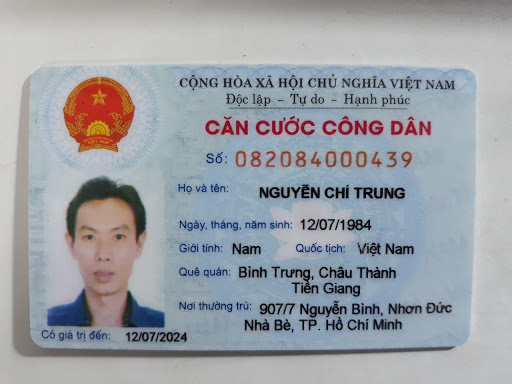 CỘNG HÒA XÃ HỘI CHỦ NGHĨA VIỆT NAM
Độc lập - Tự do - Hạnh phúc
CĂN CƯỚC CÔNG DÂN
Số: 082084000439
Họ và tên: NGUYỄN CHÍ TRUNG
Ngày, tháng, năm sinh: 12/07/1984
Giới tính: Nam Quốc tịch: Việt Nam
Quê quán: Bình Trưng, Châu Thành
Tiền Giang
Nơi thường trú: 907/7 Nguyễn Bình, Nhơn Đức
Nhà Bè, TP. Hồ Chí Minh
Có giá trị đến: 12/07/2024